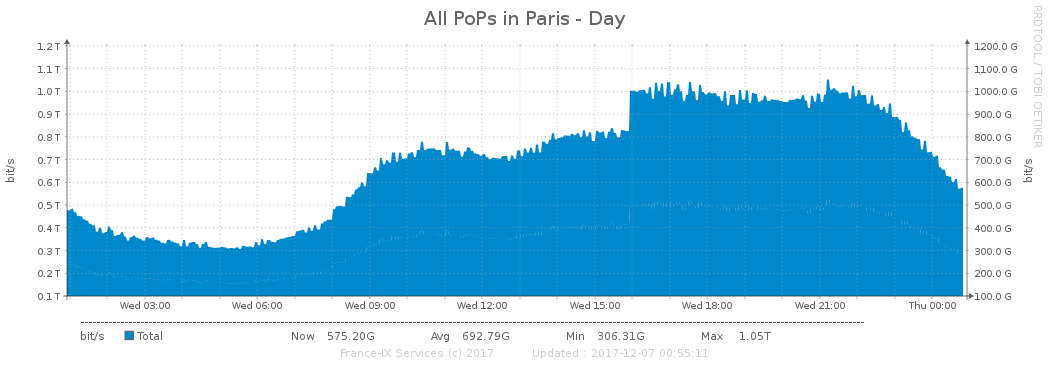 All PoPs in Paris - Day
RRDTOOL / TOBI OETIKER
bit/s
bit/s
1.2 T 1200.0 G
1.1 T 1100.0 G
1.0 T 1000.0 G
0.9 T 900.0 G
0.8 T 800.0 G
0.7 T 700.0 G
0.6 T 600.0 G
0.5 T 500.0 G
0.4 T 400.0 G
0.3 T 300.0 G
0.2 T 200.0 G
0.1 T 100.0 G
Wed 03:00 Wed 06:00 Wed 09:00 Wed 12:00 Wed 15:00 Wed 18:00 Wed 21:00 Thu 00:00
bit/s Total Now 575.20G Avg 692.79G Min 306.31G Max 1.05T
France-IX Services (c) 2017 Updated : 2017-12-07 00:55:11